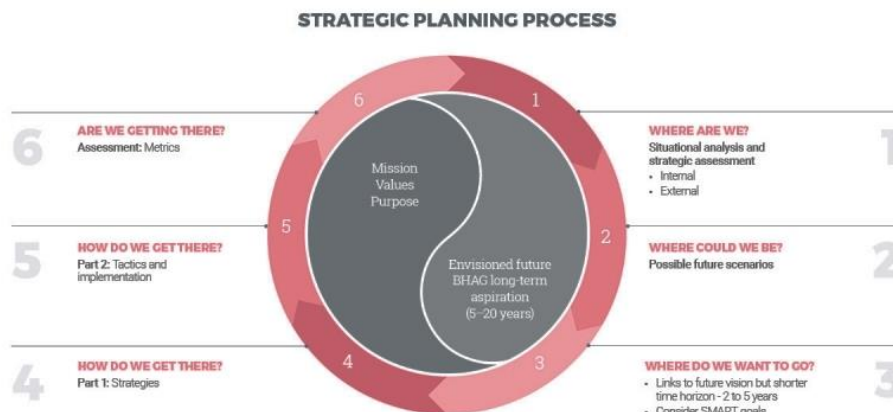 STRATEGIC PLANNING PROCESS
6
ARE WE GETTING THERE?
Assessment: Metrics
5
HOW DO WE GET THERE?
Part 2: Tactics and
implementation
4
HOW DO WE GET THERE?
Part 1: Strategies
6
1
5
2
4
3
Mission
Values
Purpose
Envisioned future
BHAG long-term
aspiration
(5–20 years)
1
WHERE ARE WE?
Situational analysis and
strategic assessment
• Internal
• External
2
WHERE COULD WE BE?
Possible future scenarios
3
WHERE DO WE WANT TO GO?
• Links to future vision but shorter
time horizon - 2 to 5 years
• Consider SMART goals